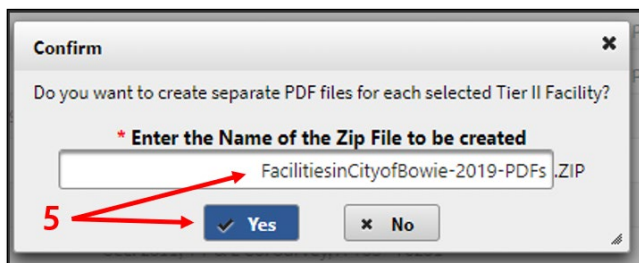 Confirm
Do you want to create separate PDF files for each selected Tier II Facility?
* Enter the Name of the Zip File to be created
FacilitiesinCityofBowie-2019-PDFs .ZIP
5
Yes No